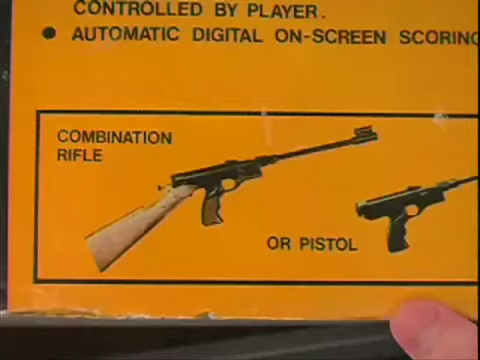 CONTROLLED BY PLAYER.
● AUTOMATIC DIGITAL ON-SCREEN SCORING
COMBINATION
RIFLE
OR PISTOL